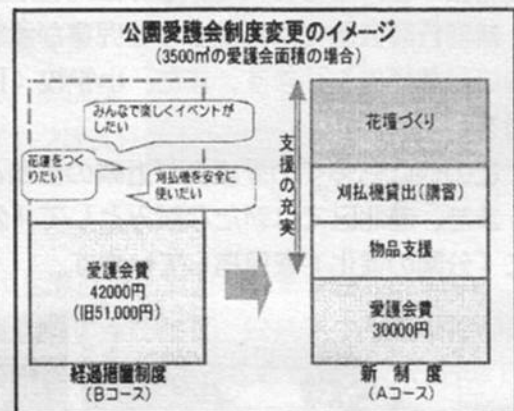 公園愛護会制度変更のイメージ
(3500㎡の愛護会面積の場合)
みんなで楽しくイベントが
したい
花壇をつく
りたい
刈払機を安全に
使いたい
愛護会費
42000円
(旧51,000円)
経過措置制度
(Bコース)
支援の充実
花壇づくり
刈払機貸出(講習)
物品支援
愛護会費
30000円
新制度
(Aコース)